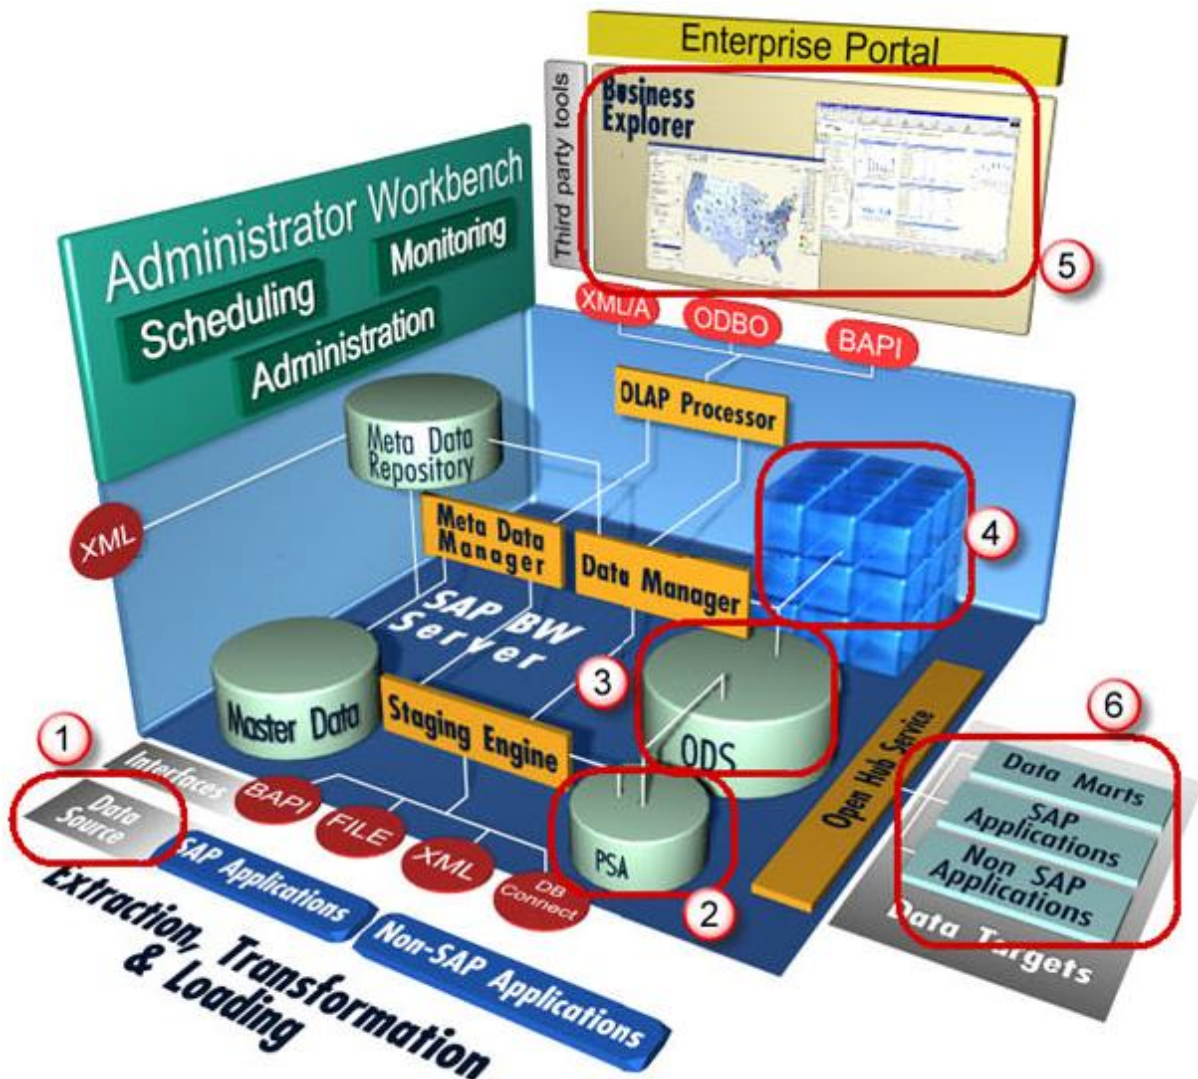 Enterprise Portal
Third party tools
Business
Explorer
5
XML/A
ODBO
BAPI
Administrator Workbench
Monitoring
Scheduling
Administration
OLAP Processor
Meta Data
Repository
XML
Meta Data
Manager
Data Manager
4
SAP BW
Server
3
Master Data
Staging Engine
ODS
Open Hub Service
6
Data Marts
SAP
Applications
Non SAP
Applications
Data Targets
1
Interfaces
Data
Source
BAPI
FILE
XML
DB
Connect
PSA
2
SAP Applications
Non-SAP Applications
Extraction, Transformation
& Loading